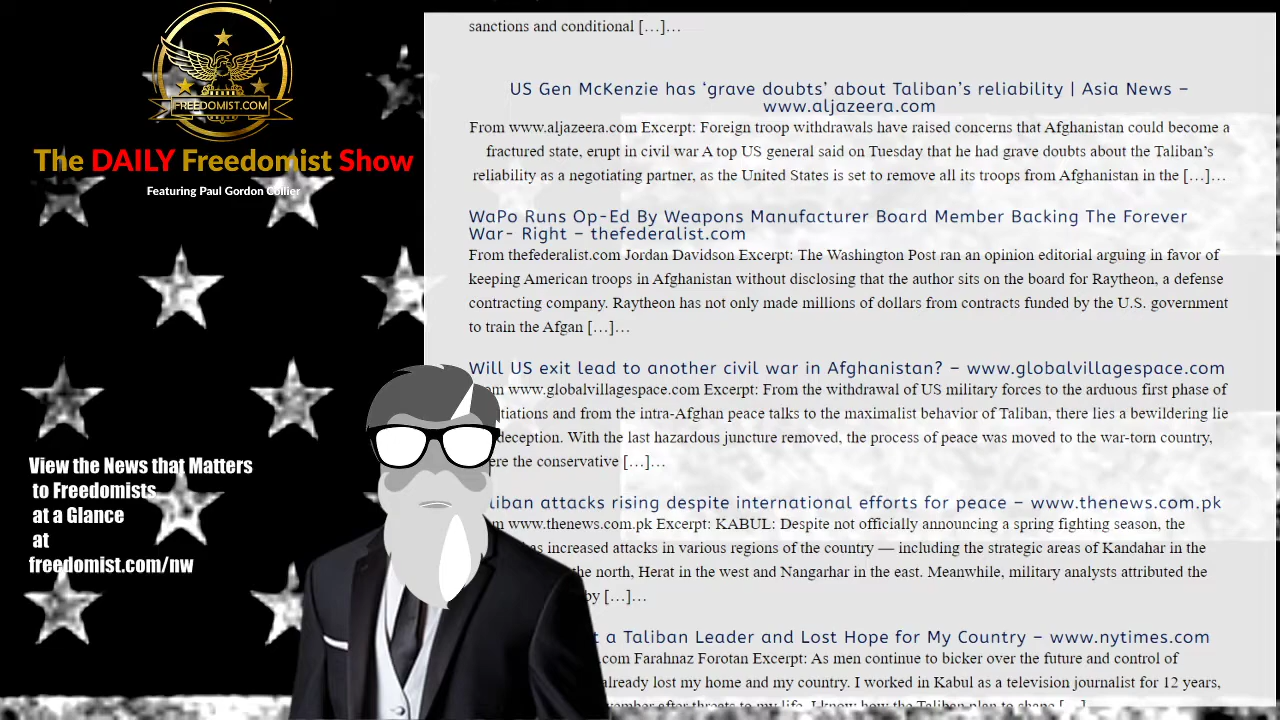 FREEDOMIST.COM
The DAILY Freedomist Show
Featuring Paul Gordon Collier
View the News that Matters
to Freedomists
at a Glance
at
freedomist.com/nw
sanctions and conditional […]…
US Gen McKenzie has ‘grave doubts’ about Taliban’s reliability | Asia News –
www.aljazeera.com
From www.aljazeera.com Excerpt: Foreign troop withdrawals have raised concerns that Afghanistan could become a
fractured state, erupt in civil war A top US general said on Tuesday that he had grave doubts about the Taliban’s
reliability as a negotiating partner, as the United States is set to remove all its troops from Afghanistan in the […]…
WaPo Runs Op-Ed By Weapons Manufacturer Board Member Backing The Forever
War- Right – thefederalist.com
From thefederalist.com Jordan Davidson Excerpt: The Washington Post ran an opinion editorial arguing in favor of
keeping American troops in Afghanistan without disclosing that the author sits on the board for Raytheon, a defense
contracting company. Raytheon has not only made millions of dollars from contracts funded by the U.S. government
to train the Afgan […]…
Will US exit lead to another civil war in Afghanistan? – www.globalvillagespace.com
www.globalvillagespace.com Excerpt: From the withdrawal of US military forces to the arduous first phase of
and from the intra-Afghan peace talks to the maximalist behavior of Taliban, there lies a bewildering lie
deception. With the last hazardous juncture removed, the process of peace was moved to the war-torn country,
the conservative […]…
attacks rising despite international efforts for peace – www.thenews.com.pk
www.thenews.com.pk Excerpt: KABUL: Despite not officially announcing a spring fighting season, the
increased attacks in various regions of the country — including the strategic areas of Kandahar in the
the north, Herat in the west and Nangarhar in the east. Meanwhile, military analysts attributed the
by […]…
a Taliban Leader and Lost Hope for My Country – www.nytimes.com
Farahnaz Forotan Excerpt: As men continue to bicker over the future and control of
already lost my home and my country. I worked in Kabul as a television journalist for 12 years,
after threats to my life. I know how the Taliban plan to shape […]